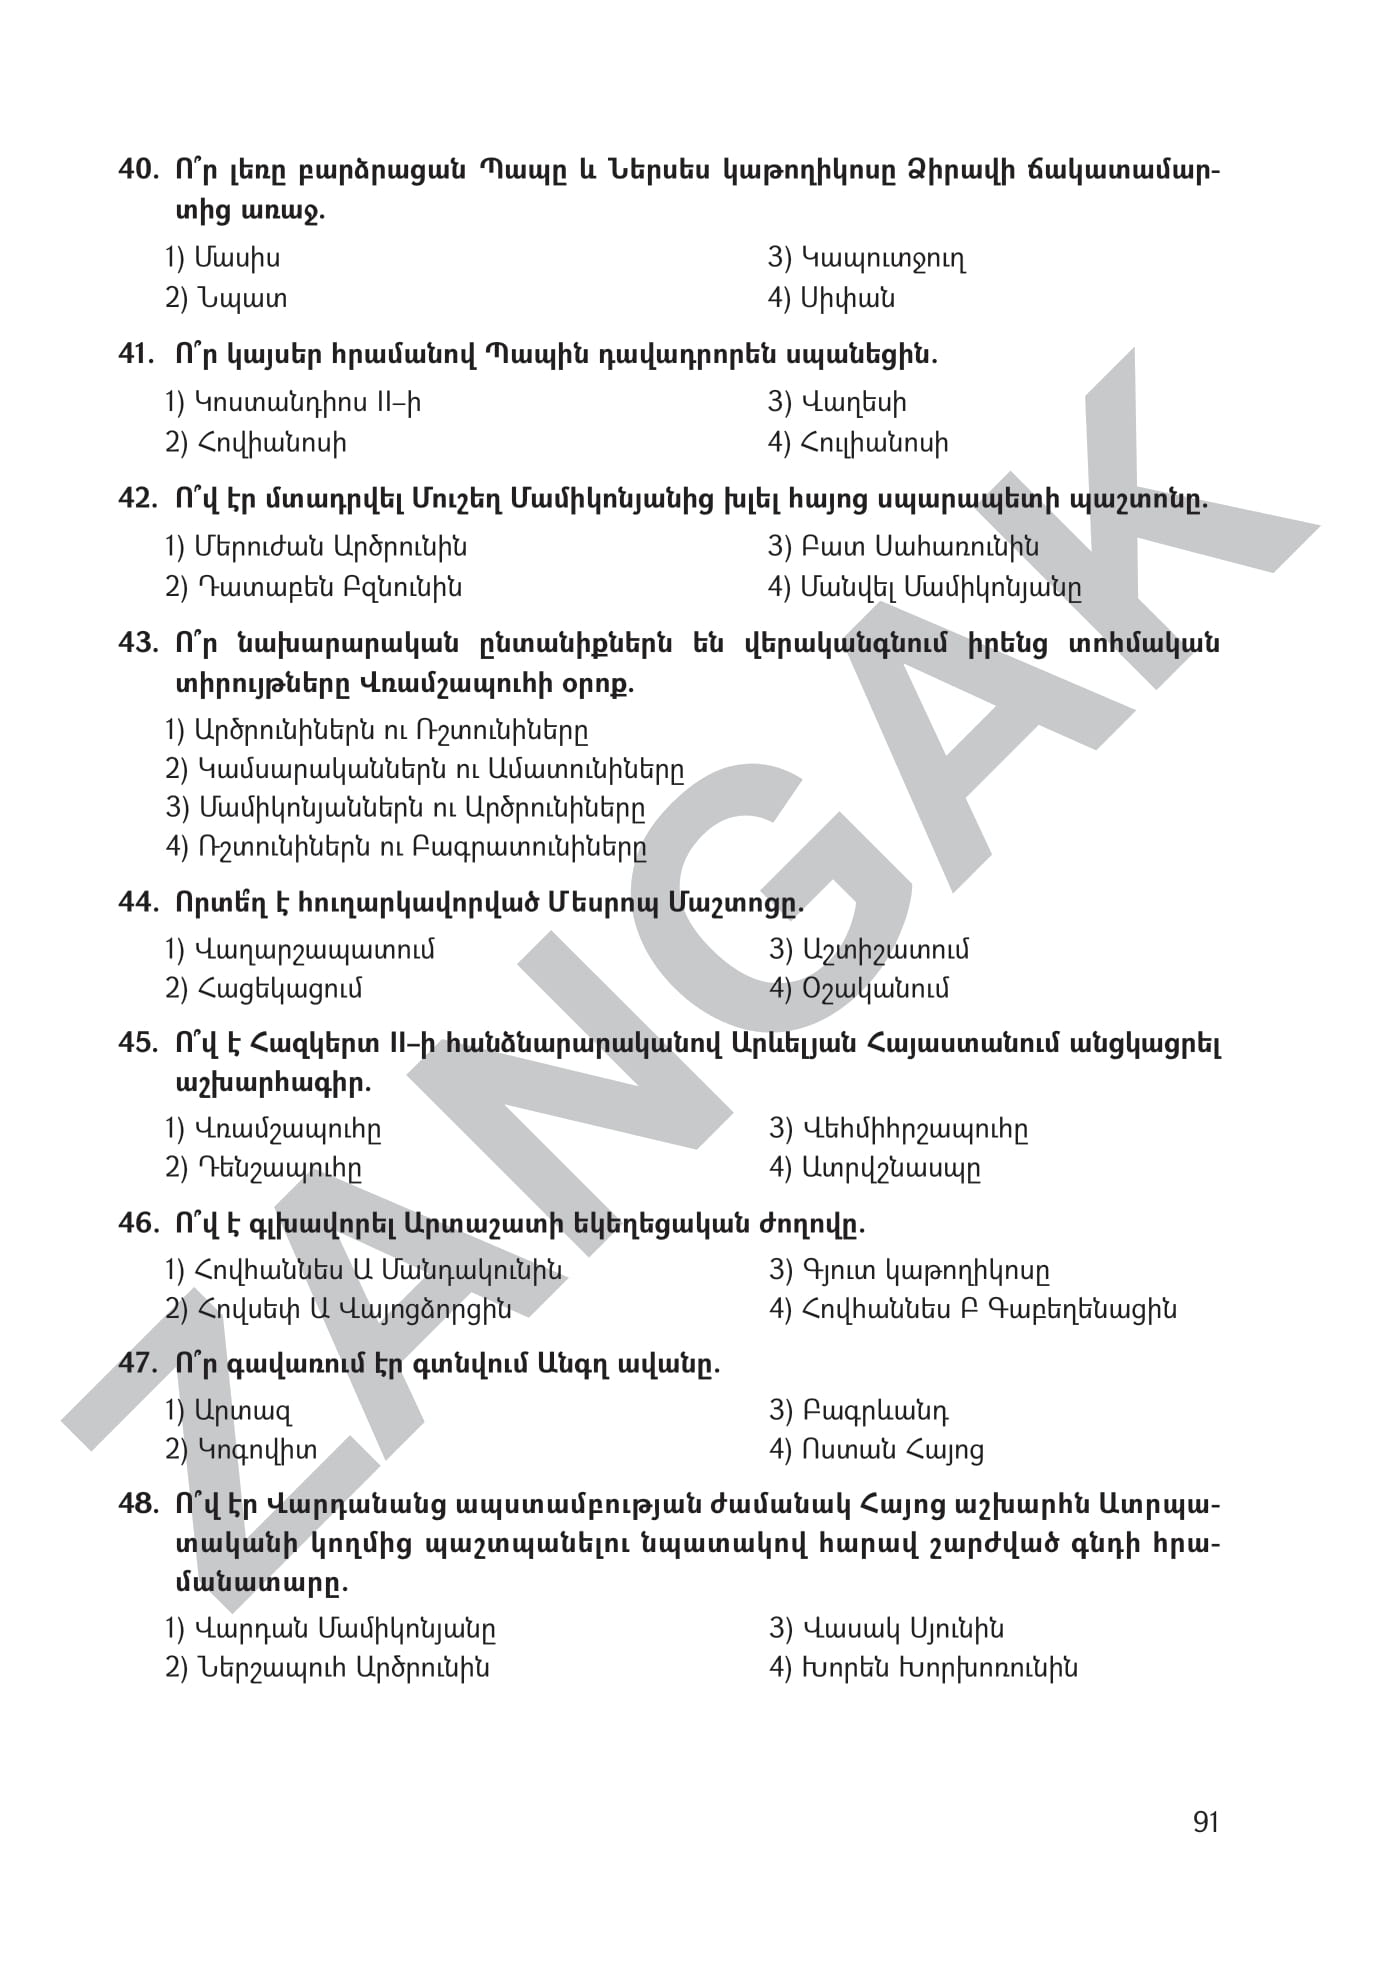 40. Ո՞ր լեռը բարձրացան Պապը և Ներսես կաթողիկոսը Ձիրավի ճակատամար-
տից առաջ.
1) Մասիս
3) Կապուտջուղ
2) Նպատ
4) Սիփան
41. Ո՞ր կայսեր հրամանով Պապին դավադրորեն սպանեցին.
1) Կոստանդիոս II–ի
3) Վաղեսի
2) Հովիանոսի
4) Հուլիանոսի
42. Ո՞վ էր մտադրվել Մուշեղ Մամիկոնյանից խլել հայոց սպարապետի պաշտոնը.
1) Մերուժան Արծրունին
3) Բատ Սահառունին
2) Դատաբեն Բզնունին
4) Մանվել Մամիկոնյանը
43. Ո՞ր նախարարական ընտանիքներն են վերականգնում իրենց տոհմական
տիրույթները Վռամշապուհի օրոք.
1) Արծրունիներն ու Ռշտունիները
2) Կամսարականներն ու Ամատունիները
3) Մամիկոնյաններն ու Արծրունիները
4) Ռշտունիներն ու Բագրատունիները
44. Որտե՞ղ է հուղարկավորված Մեսրոպ Մաշտոցը.
1) Վաղարշապատում
3) Աշտիշատում
2) Հացեկացում
4) Օշականում
45. Ո՞վ է Հազկերտ II–ի հանձնարարականով Արևելյան Հայաստանում անցկացրել
աշխարհագիր.
1) Վռամշապուհը
3) Վեհմիհրշապուհը
2) Դենշապուհը
4) Ատրվշնասպը
46. Ո՞վ է գլխավորել Արտաշատի եկեղեցական ժողովը.
1) Հովհաննես Ա Մանդակունին
3) Գյուտ կաթողիկոսը
2) Հովսեփ Ա Վայոցձորցին
4) Հովհաննես Բ Գաբեղենացին
47. Ո՞ր գավառում էր գտնվում Անգղ ավանը.
1) Արտազ
3) Բագրևանդ
2) Կոգովիտ
4) Ոստան Հայոց
48. Ո՞վ էր Վարդանանց ապստամբության ժամանակ Հայոց աշխարհն Ատրպա-
տականի կողմից պաշտպանելու նպատակով հարավ շարժված գնդի հրա-
մանատարը.
1) Վարդան Մամիկոնյանը
3) Վասակ Սյունին
2) Ներշապուհ Արծրունին
4) Խորեն Խորխոռունին
91
ZANGAK